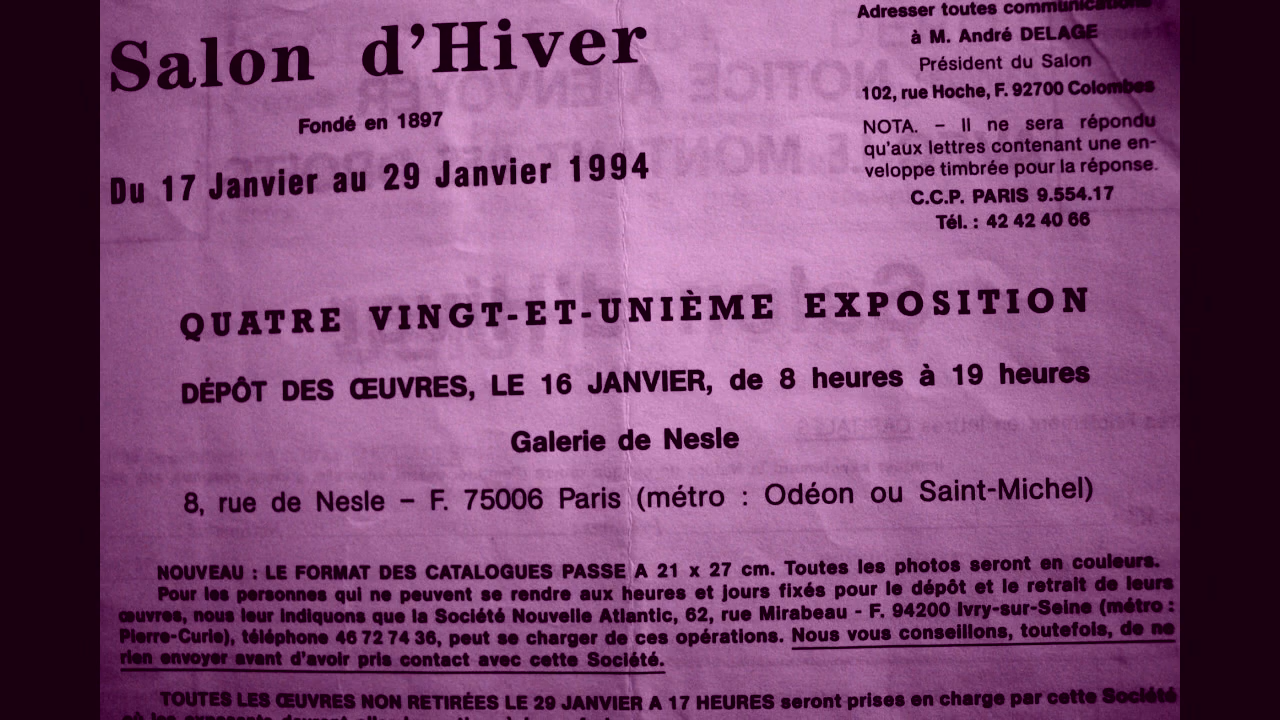 Salon d'Hiver
Fondé en 1897
Du 17 Janvier au 29 Janvier 1994
Adresser toutes communications
à M. André DELAGE
Président du Salon
102, rue Hoche, F. 92700 Colombes
NOTA. – Il ne sera répondu
qu'aux lettres contenant une en-
veloppe timbrée pour la réponse.
C.C.P. PARIS 9.554.17
Tél. : 42 42 40 66
QUATRE VINGT-ET-UNIÈME EXPOSITION
DÉPÔT DES ŒUVRES, LE 16 JANVIER, de 8 heures à 19 heures
Galerie de Nesle
8, rue de Nesle – F. 75006 Paris (métro : Odéon ou Saint-Michel)
NOUVEAU : LE FORMAT DES CATALOGUES PASSE A 21 x 27 cm. Toutes les photos seront en couleurs.
Pour les personnes qui ne peuvent se rendre aux heures et jours fixés pour le dépôt et le retrait de leurs
œuvres, nous leur indiquons que la Société Nouvelle Atlantic, 62, rue Mirabeau - F. 94200 Ivry-sur-Seine (métro :
Pierre-Curie), téléphone 46 72 74 36, peut se charger de ces opérations. Nous vous conseillons, toutefois, de ne
rien envoyer avant d'avoir pris contact avec cette Société.
TOUTES LES ŒUVRES NON RETIRÉES LE 29 JANVIER A 17 HEURES seront prises en charge par cette Société